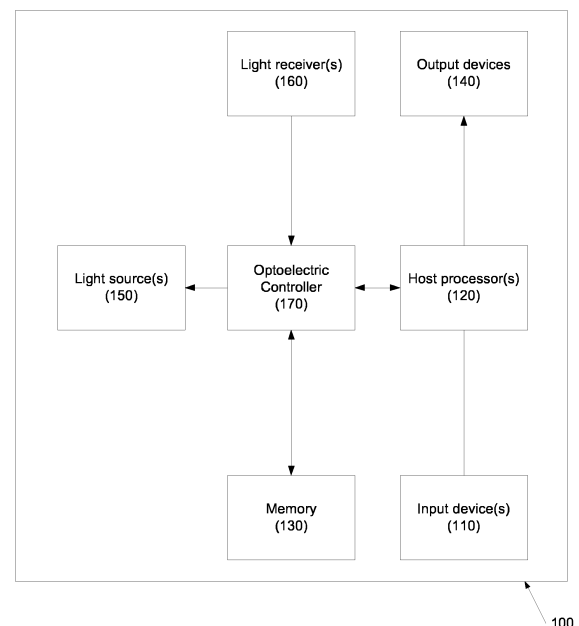 Light receiver(s)
(160)
Output devices
(140)
Light source(s)
(150)
Optoelectric
Controller
(170)
Host processor(s)
(120)
Memory
(130)
Input device(s)
(110)
100